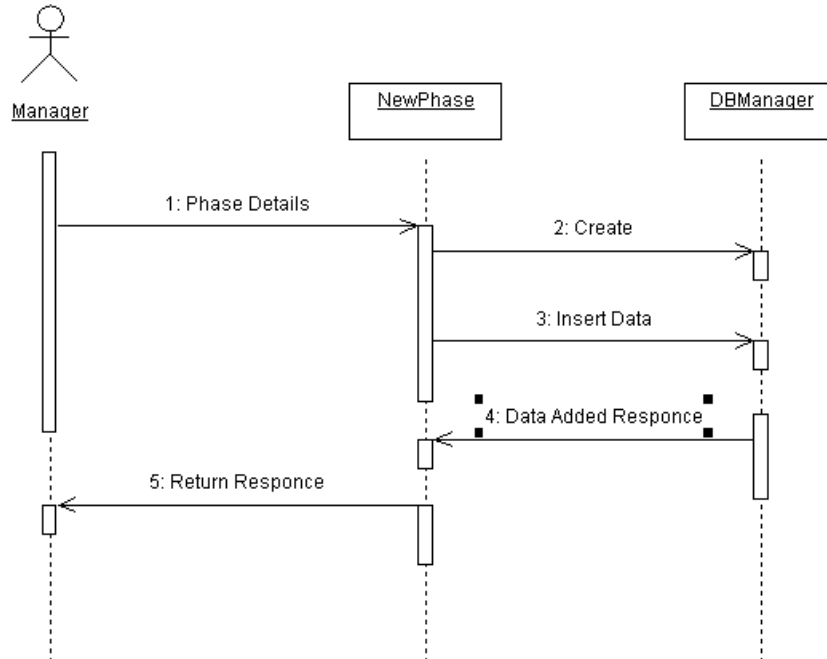 Manager
NewPhase
DBManager
1: Phase Details
2: Create
3: Insert Data
4: Data Added Responce
5: Return Responce